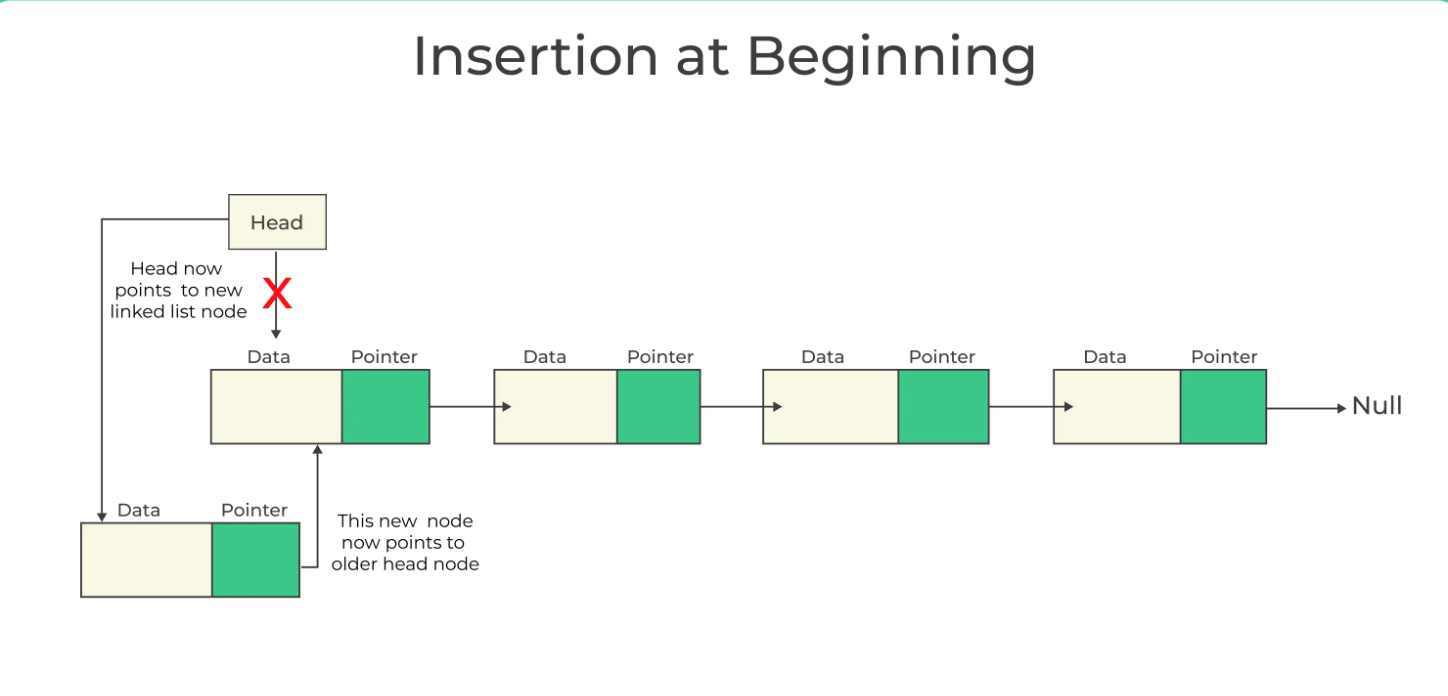 Insertion at Beginning
Head
Head now
points to new
linked list node
X
Data Pointer Data Pointer Data Pointer Data Pointer
Null
Data Pointer
This new node
now points to
older head node